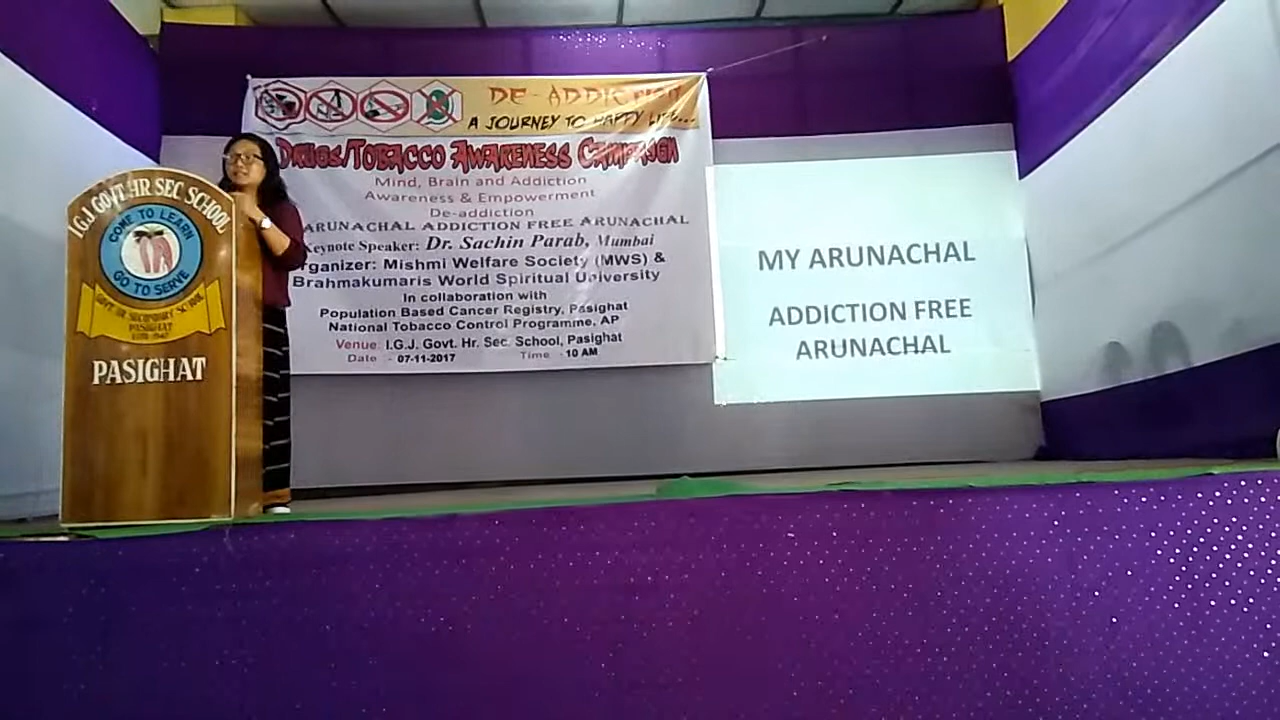 I.G.J GOVT HR SEC SCHOOL
COME TO LEARN
GO TO SERVE
GOVT. HR SECONDARY SCHOOL
PASIGHAT
PASIGHAT
DE-ADDICTION
A JOURNEY TO HAPPY LIFE...
DRUGS/TOBACCO AWARENESS CAMPAIGN
Mind, Brain and Addiction
Awareness & Empowerment
De-addiction
ARUNACHAL ADDICTION FREE ARUNACHAL
Keynote Speaker: Dr. Sachin Parab, Mumbai
Organizer: Mishmi Welfare Society (MWS) &
Brahmakumaris World Spiritual University
In collaboration with
Population Based Cancer Registry, Pasighat
National Tobacco Control Programme, AP
Venue: I.G.J. Govt. Hr. Sec. School, Pasighat
Date - 07-11-2017 Time - 10 AM
MY ARUNACHAL
ADDICTION FREE
ARUNACHAL